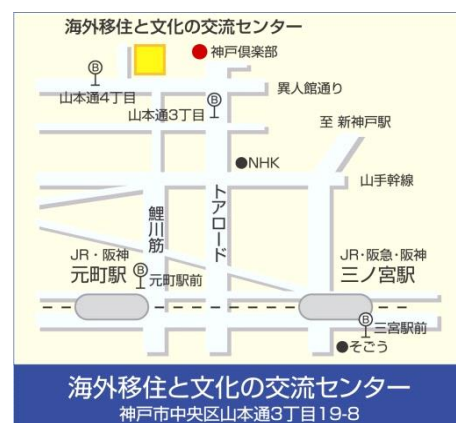 海外移住と文化の交流センター
神戸倶楽部
Ⓑ
山本通4丁目
Ⓑ
山本通3丁目
異人館通り
至 新神戸駅
NHK
山手幹線
鯉川筋
トアロード
JR・阪神
元町駅
Ⓑ
元町駅前
JR・阪急・阪神
三ノ宮駅
Ⓑ
三宮駅前
そごう
海外移住と文化の交流センター
神戸市中央区山本通3丁目19-8